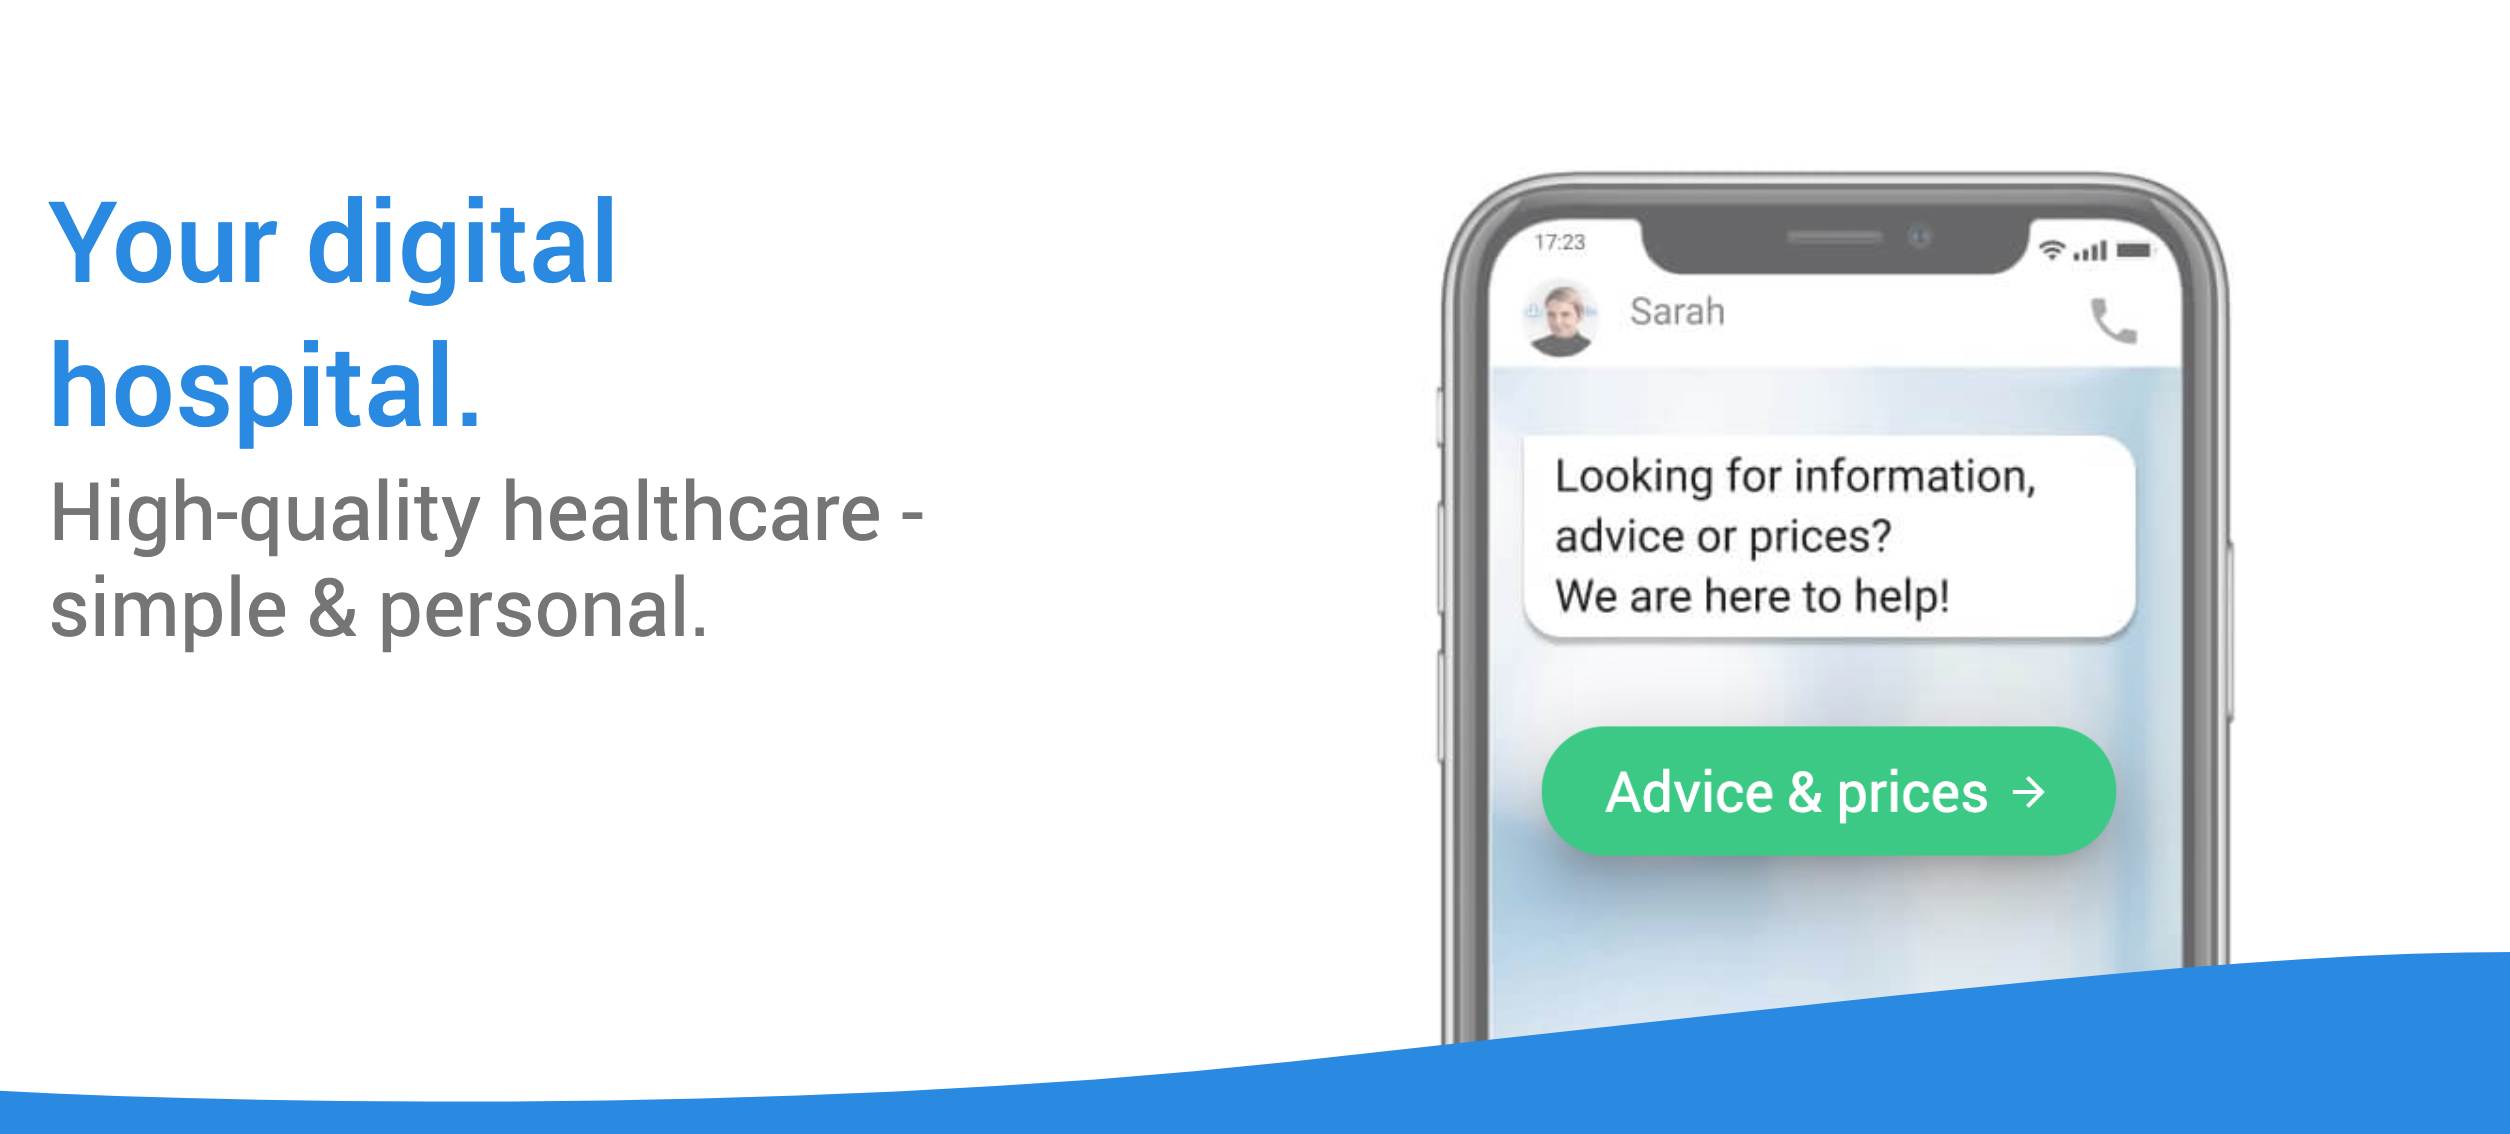 Your digital
hospital.
High-quality healthcare -
simple & personal.
17:23
Sarah
Looking for information,
advice or prices?
We are here to help!
Advice & prices →